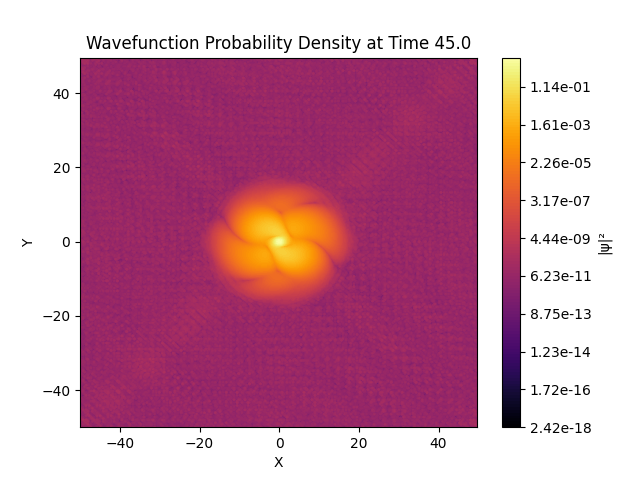 Wavefunction Probability Density at Time 45.0
40
20
0
−20
−40
Y
−40
−20
0
20
40
X
1.14e-01
1.61e-03
2.26e-05
3.17e-07
4.44e-09
6.23e-11
8.75e-13
1.23e-14
1.72e-16
2.42e-18
|ψ|²